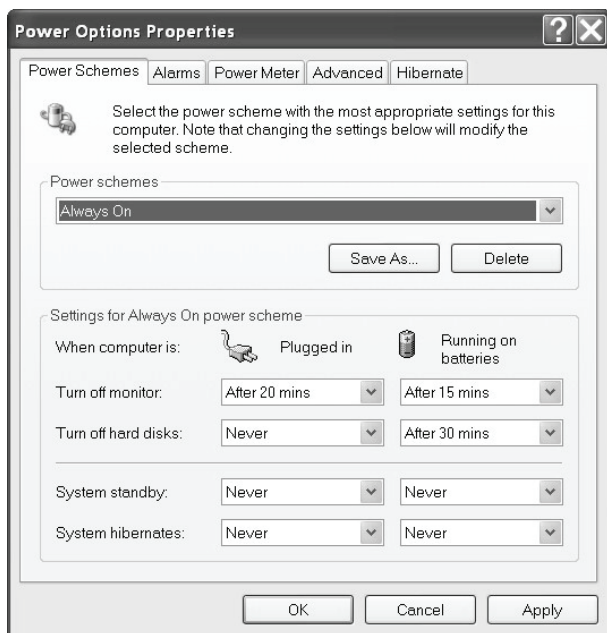 Power Options Properties
Power Schemes Alarms Power Meter Advanced Hibernate
Select the power scheme with the most appropriate settings for this
computer. Note that changing the settings below will modify the
selected scheme.
Power schemes
Always On
Save As... Delete
Settings for Always On power scheme
When computer is: Plugged in Running on
batteries
Turn off monitor: After 20 mins After 15 mins
Turn off hard disks: Never After 30 mins
System standby: Never Never
System hibernates: Never Never
OK Cancel Apply